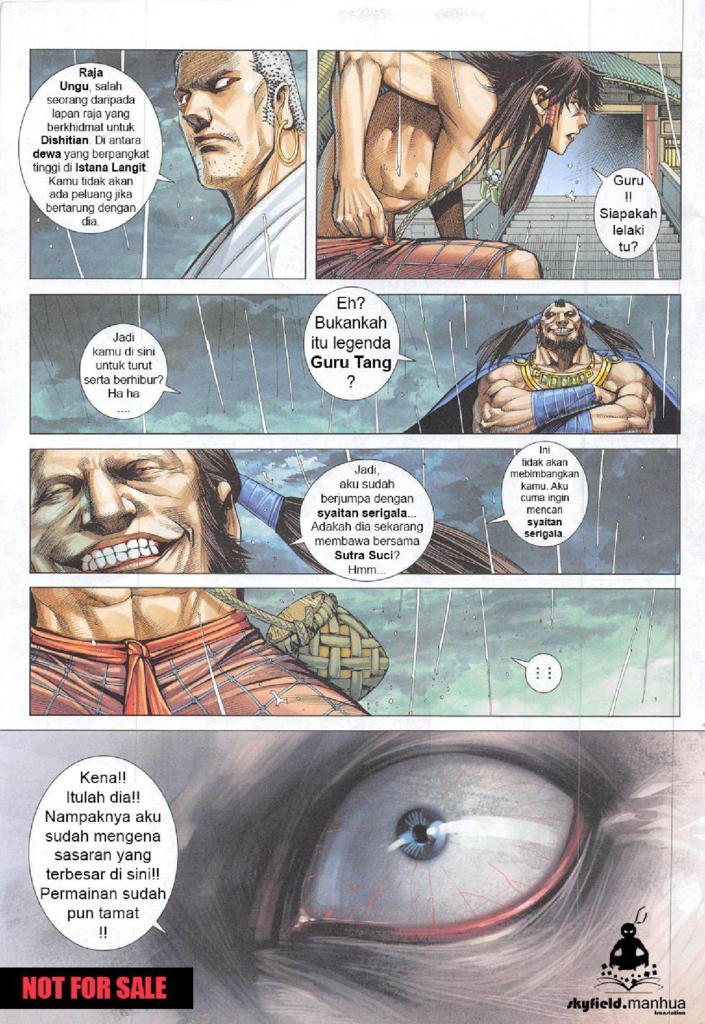 Raja
Ungu, salah
seorang daripada
lapan raja yang
berkhidmat untuk
Dishitian. Di antara
dewa yang berpangkat
tinggi di Istana Langit.
Kamu tidak akan
ada peluang jika
bertarung dengan
dia.
Guru
!!
Siapakah
lelaki
tu?
Eh?
Bukankah
itu legenda
Guru Tang
?
Jadi
kamu di sini
untuk turut
serta berhibur?
Ha ha
....
Jadi,
aku sudah
berjumpa dengan
syaitan serigala...
Adakah dia sekarang
membawa bersama
Sutra Suci?
Hmm...
Ini
tidak akan
mebimbangkan
kamu. Aku
cuma ingin
mencari
syaitan
serigala.
: :
Kena!!
Itulah dia!!
Nampaknya aku
sudah mengena
sasaran yang
terbesar di sini!!
Permainan sudah
pun tamat
!!
NOT FOR SALE
skyfield.manhua
translation